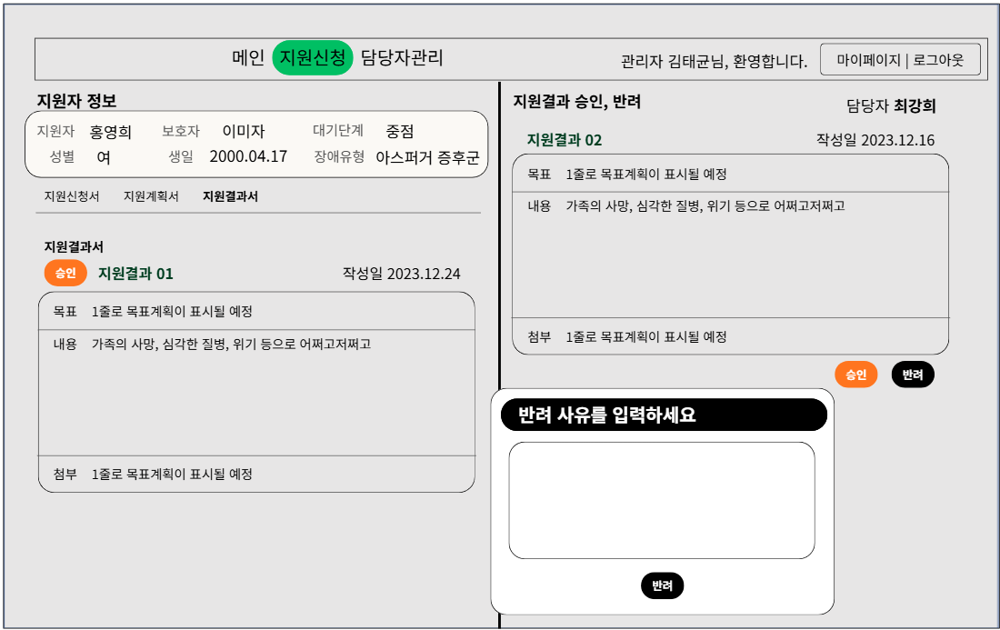 메인 지원신청 담당자관리 관리자 김태균님, 환영합니다. 마이페이지 | 로그아웃
지원자 정보
지원자 홍영희 보호자 이미자 대기단계 중점
성별 여 생일 2000.04.17 장애유형 아스퍼거 증후군
지원신청서 지원계획서 지원결과서
지원결과서
승인 지원결과 01 작성일 2023.12.24
목표 1줄로 목표계획이 표시될 예정
내용 가족의 사망, 심각한 질병, 위기 등으로 어쩌고저쩌고
첨부 1줄로 목표계획이 표시될 예정
지원결과 승인, 반려 담당자 최강희
지원결과 02 작성일 2023.12.16
목표 1줄로 목표계획이 표시될 예정
내용 가족의 사망, 심각한 질병, 위기 등으로 어쩌고저쩌고
첨부 1줄로 목표계획이 표시될 예정
승인 반려
반려 사유를 입력하세요
반려